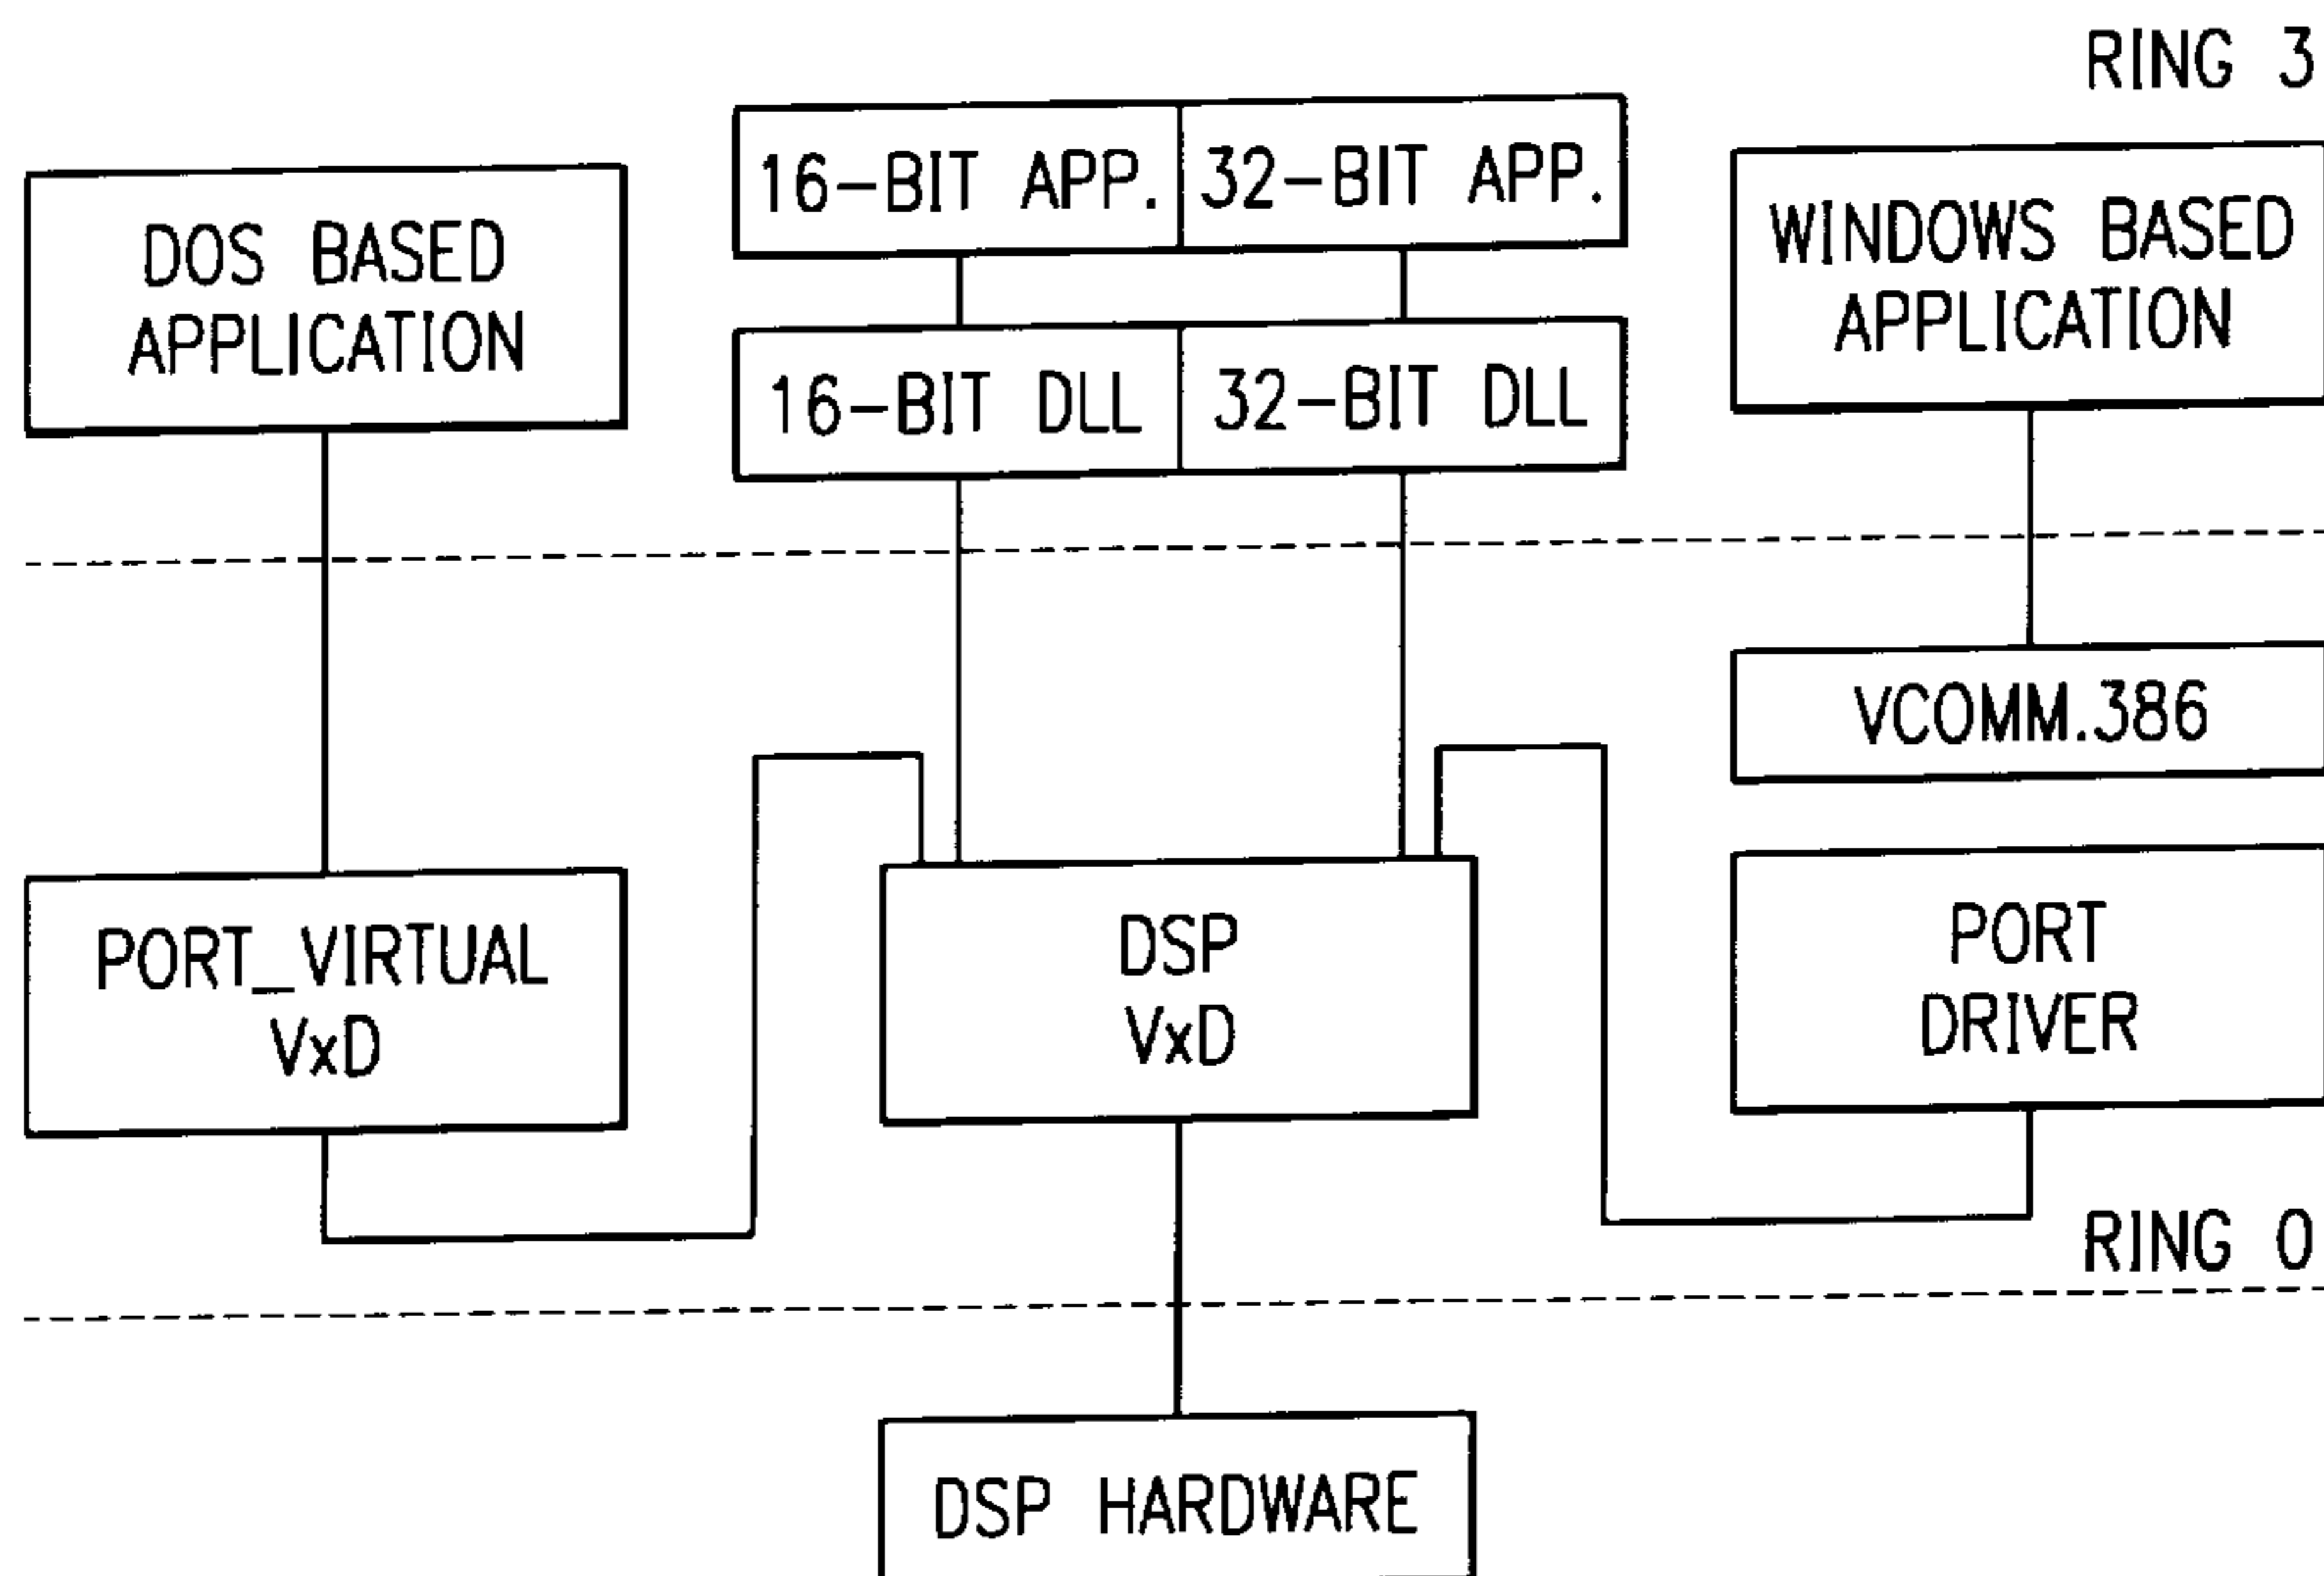 RING 3
16-BIT APP. 32-BIT APP.
DOS BASED
APPLICATION
WINDOWS BASED
APPLICATION
16-BIT DLL 32-BIT DLL
VCOMM.386
PORT_VIRTUAL
VxD
DSP
VxD
PORT
DRIVER
RING 0
DSP HARDWARE